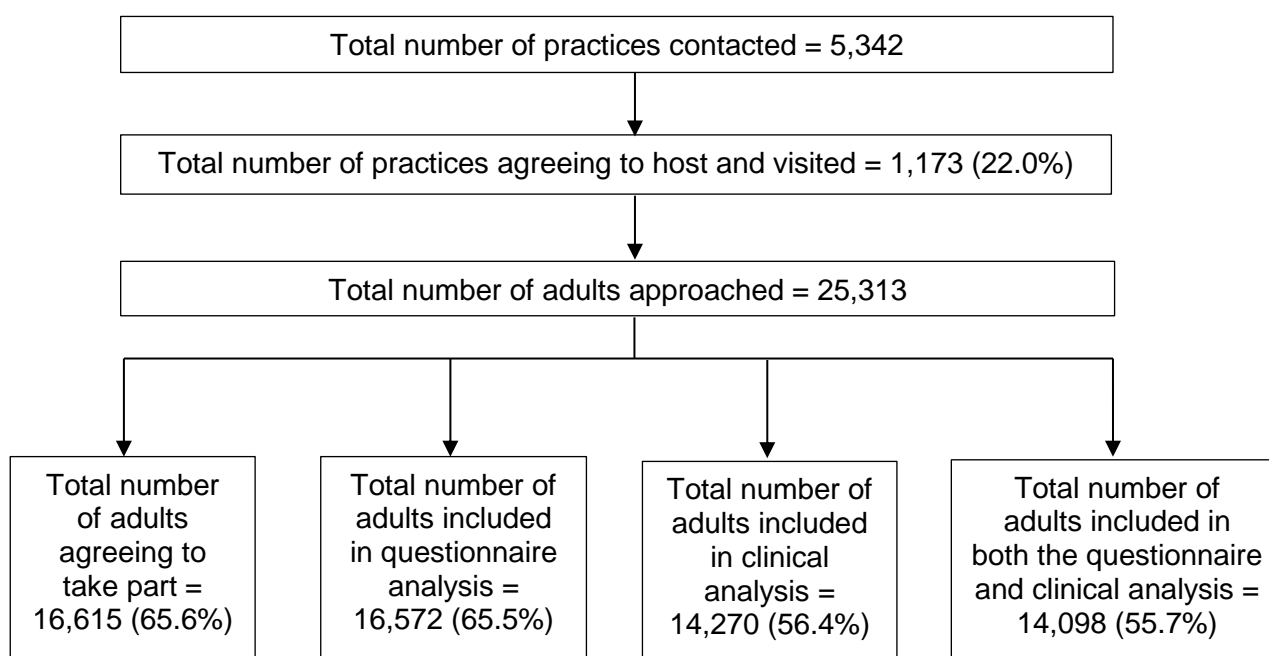 Total number of practices contacted = 5,342
Total number of practices agreeing to host and visited = 1,173 (22.0%)
Total number of adults approached = 25,313
Total number
of adults
agreeing to
take part =
16,615 (65.6%)
Total number of
adults included
in questionnaire
analysis =
16,572 (65.5%)
Total number of
adults included
in clinical
analysis =
14,270 (56.4%)
Total number of
adults included in
both the questionnaire
and clinical analysis =
14,098 (55.7%)